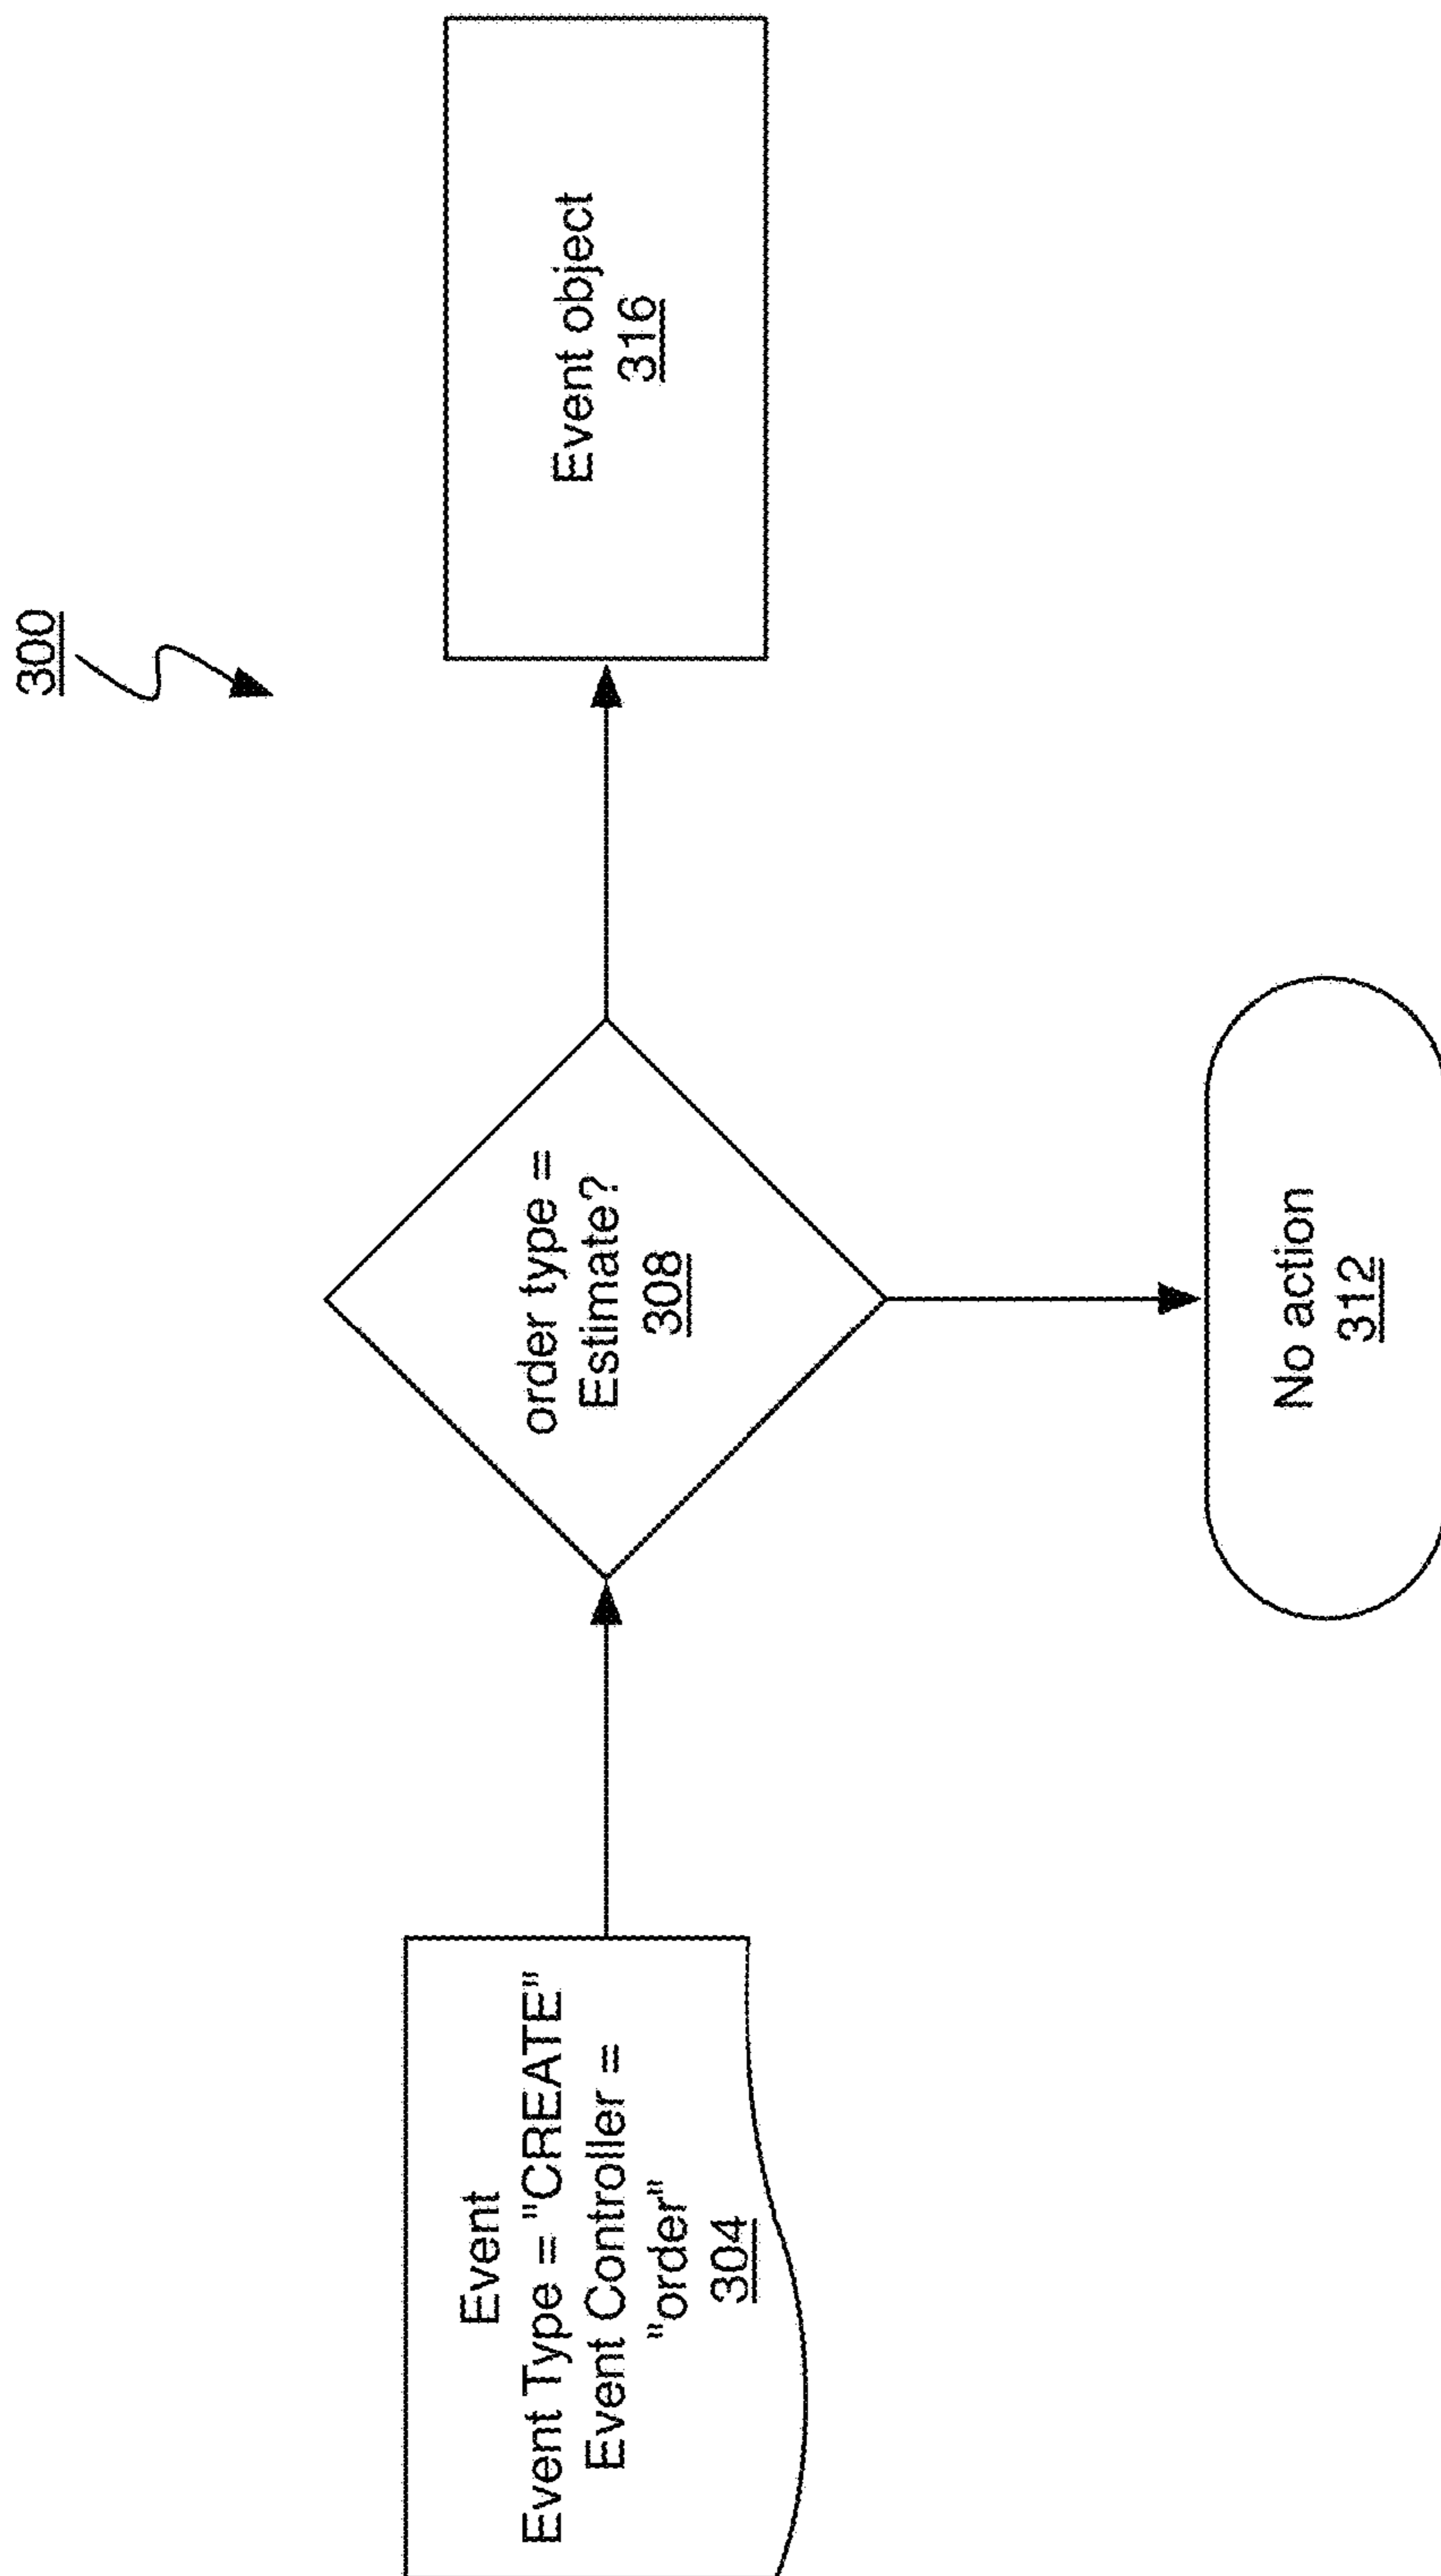 300
Event
Event Type ="CREATE"
Event Controller =
"order"
304
order type =
Estimate?
308
Event object
316
No action
312